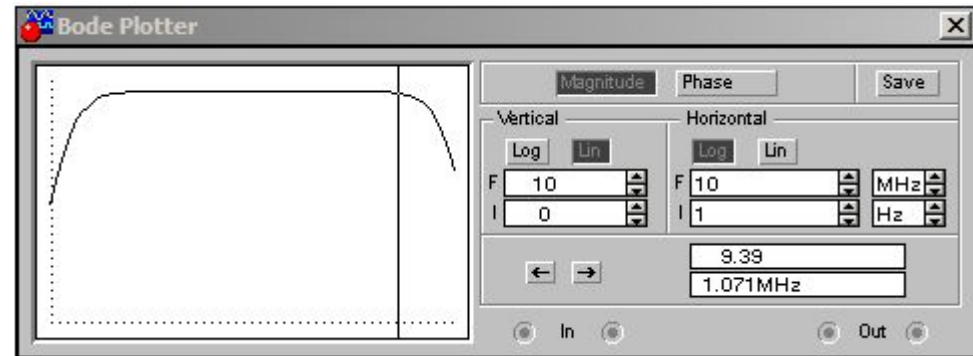 Bode Plotter
Magnitude Phase Save
Vertical Horizontal
Log Lin Log Lin
F 10 F 10 MHz
I 0 I 1 Hz
← → 9.39
1.071MHz
In Out